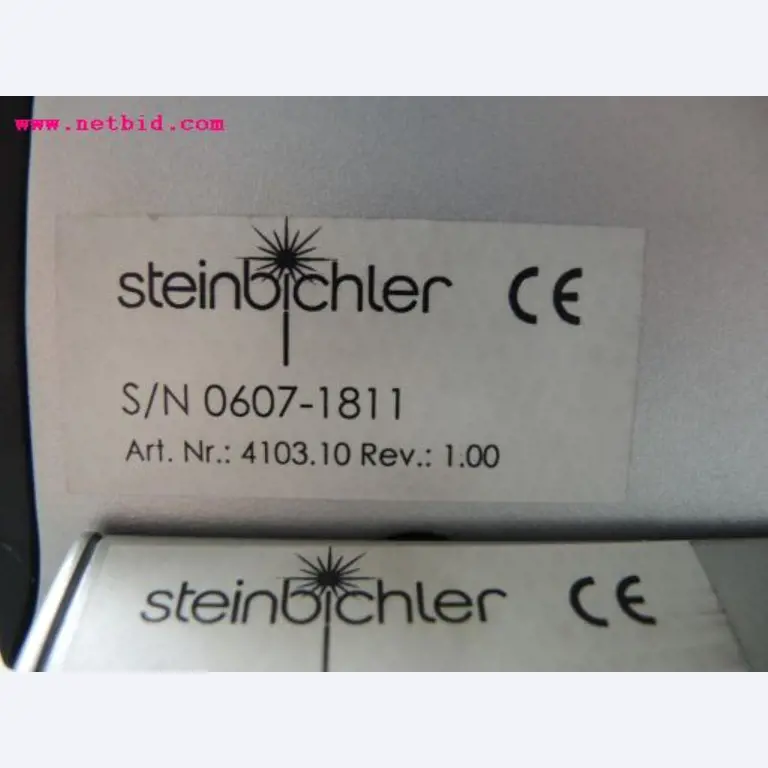 www.netbid.com
steinbichler CE
S/N 0607-1811
Art. Nr.: 4103.10 Rev.: 1.00
steinbichler CE